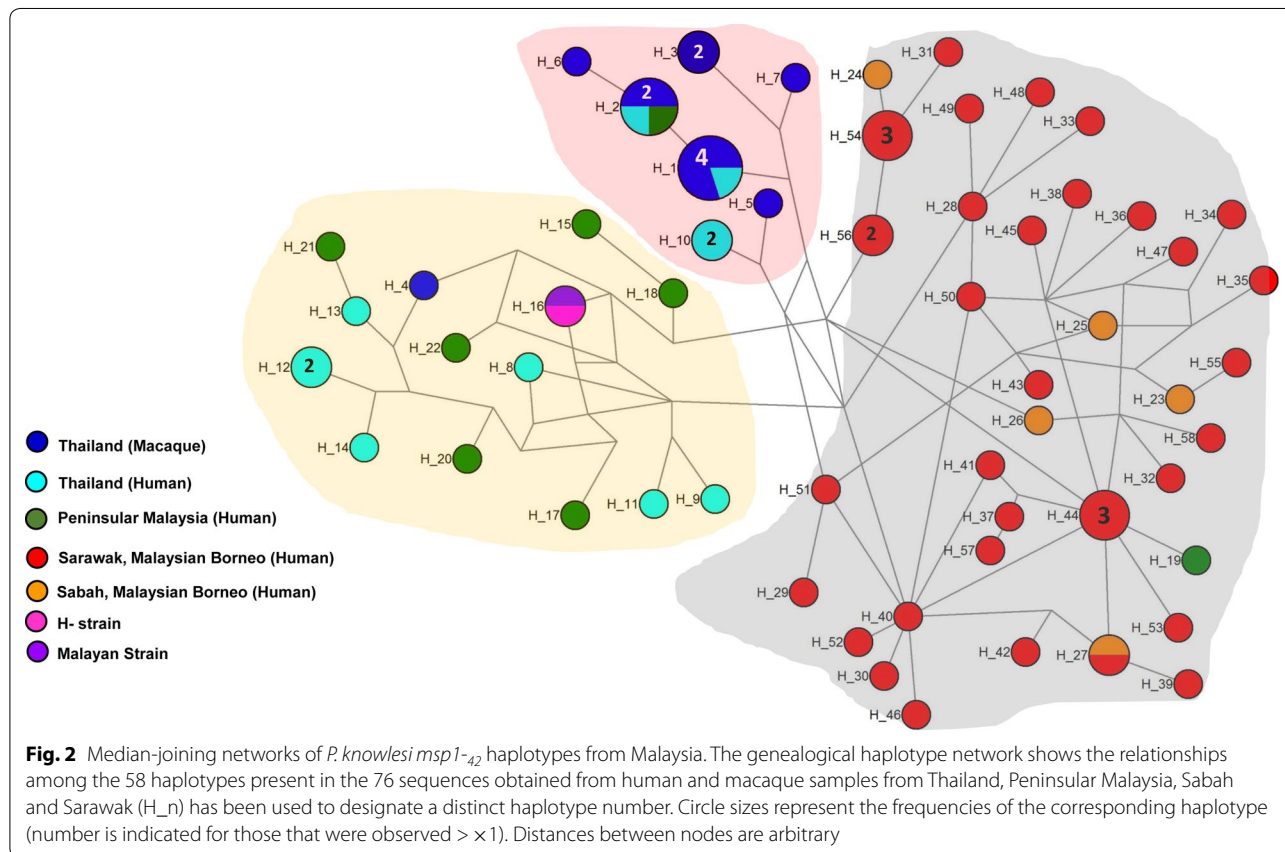 H_31
H_3 2
H_6
H_7
H_24
2
H_2
H_49
H_48
H_33
H_54 3
4
H_1
H_38
H_5
H_28
H_36
H_34
H_15
H_45
H_10 2
H_56 2
H_47
H_21
H_4
H_35
H_18
H_50
H_16
H_13
H_25
H_22
H_55
H_12 2
H_8
H_43
H_23
H_26
H_14
H_58
H_20
H_41
H_32
H_51
H_11
H_9
H_17
H_37
H_44 3
H_57
H_19
H_29
H_40
H_53
H_52
H_42
H_27
H_30
H_39
H_46
Thailand (Macaque)
Thailand (Human)
Peninsular Malaysia (Human)
Sarawak, Malaysian Borneo (Human)
Sabah, Malaysian Borneo (Human)
H- strain
Malayan Strain
Fig. 2 Median-joining networks of P. knowlesi msp1-42 haplotypes from Malaysia. The genealogical haplotype network shows the relationships
among the 58 haplotypes present in the 76 sequences obtained from human and macaque samples from Thailand, Peninsular Malaysia, Sabah
and Sarawak (H_n) has been used to designate a distinct haplotype number. Circle sizes represent the frequencies of the corresponding haplotype
(number is indicated for those that were observed > × 1). Distances between nodes are arbitrary